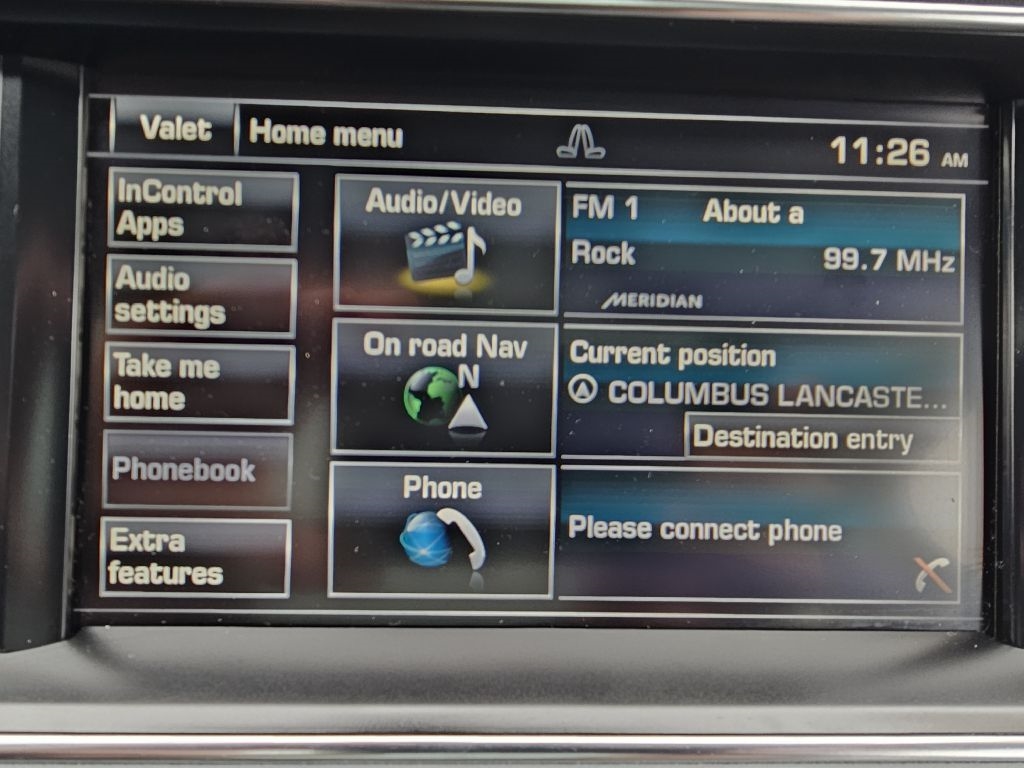 Valet
Home menu
11:26 AM
InControl
Apps
Audio
settings
Take me
home
Phonebook
Extra
features
Audio/Video
On road Nav
N
Phone
FM 1 About a
Rock 99.7 MHz
MERIDIAN
Current position
COLUMBUS LANCASTE...
Destination entry
Please connect phone